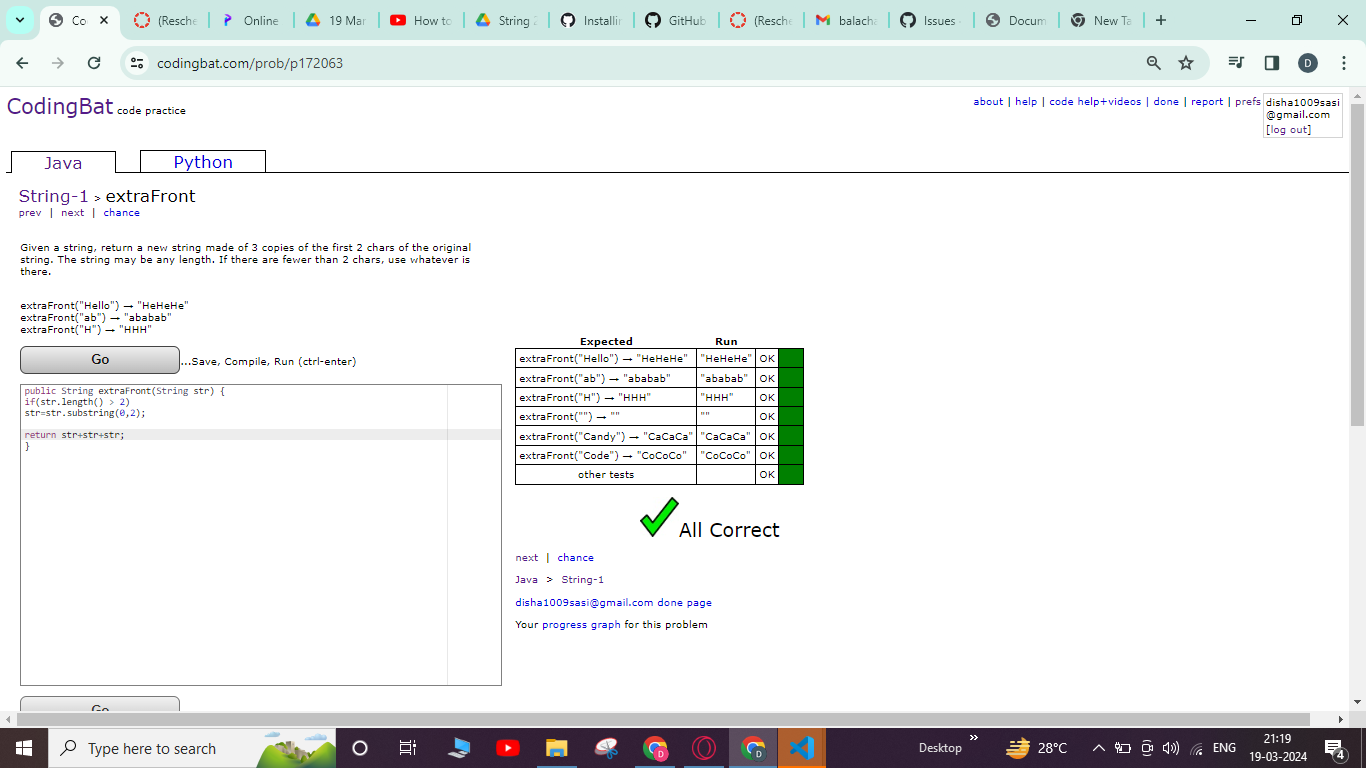 Co
(Resche
Online
19 Mar
How to
String 2
Installin
GitHub
(Resche
balacha
Issues
Docum
New Ta
codingbat.com/prob/p172063
D
CodingBat code practice
about | help | code help+videos | done | report | prefs
disha1009sasi
@gmail.com
[log out]
Java
Python
String-1 > extraFront
prev | next | chance
Given a string, return a new string made of 3 copies of the first 2 chars of the original
string. The string may be any length. If there are fewer than 2 chars, use whatever is
there.
extraFront("Hello") → "HeHeHe"
extraFront("ab") → "ababab"
extraFront("H") → "HHH"
Go
...Save, Compile, Run (ctrl-enter)
public String extraFront(String str) {
if(str.length() > 2)
str=str.substring(0,2);
return str+str+str;
}
Go
Expected Run
extraFront("Hello") → "HeHeHe" "HeHeHe" OK
extraFront("ab") → "ababab" "ababab" OK
extraFront("H") → "HHH" "HHH" OK
extraFront("") → "" "" OK
extraFront("Candy") → "CaCaCa" "CaCaCa" OK
extraFront("Code") → "CoCoCo" "CoCoCo" OK
other tests OK
All Correct
next | chance
Java > String-1
disha1009sasi@gmail.com done page
Your progress graph for this problem
Type here to search
Desktop
28°C
ENG
21:19
19-03-2024
4